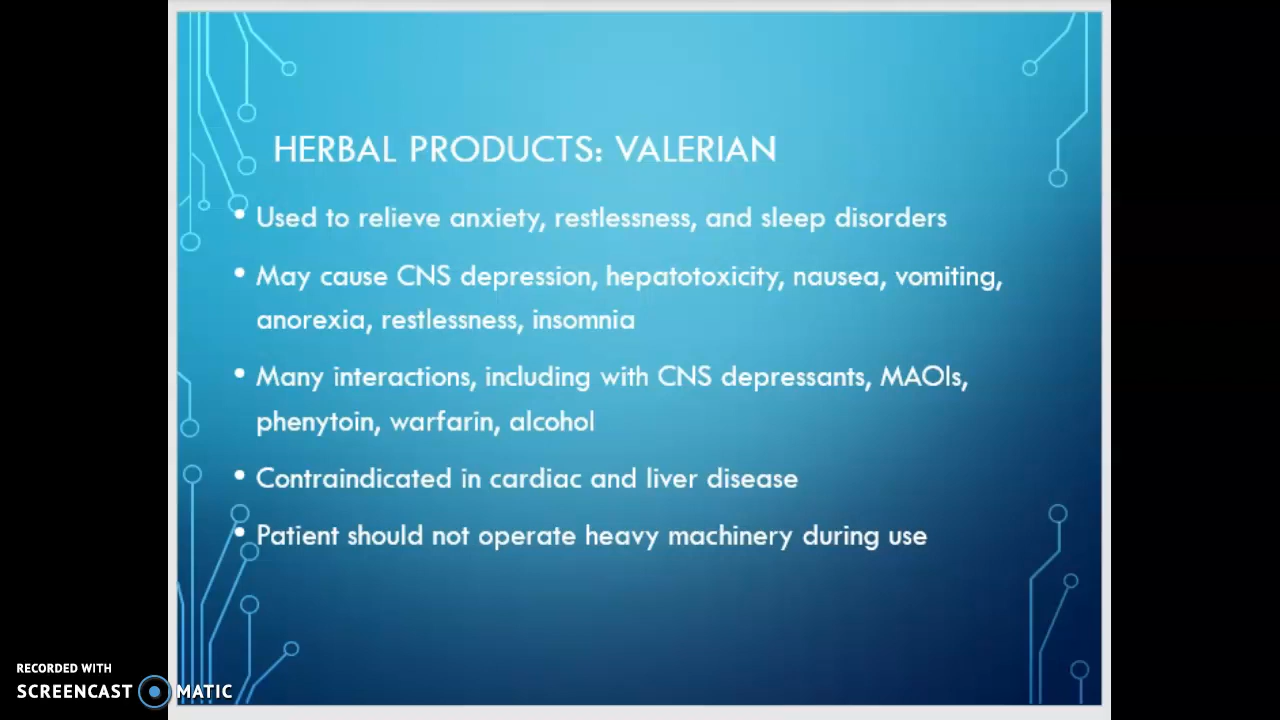 HERBAL PRODUCTS: VALERIAN
• Used to relieve anxiety, restlessness, and sleep disorders
• May cause CNS depression, hepatotoxicity, nausea, vomiting,
anorexia, restlessness, insomnia
• Many interactions, including with CNS depressants, MAOIs,
phenytoin, warfarin, alcohol
• Contraindicated in cardiac and liver disease
• Patient should not operate heavy machinery during use
RECORDED WITH
SCREENCAST MATIC